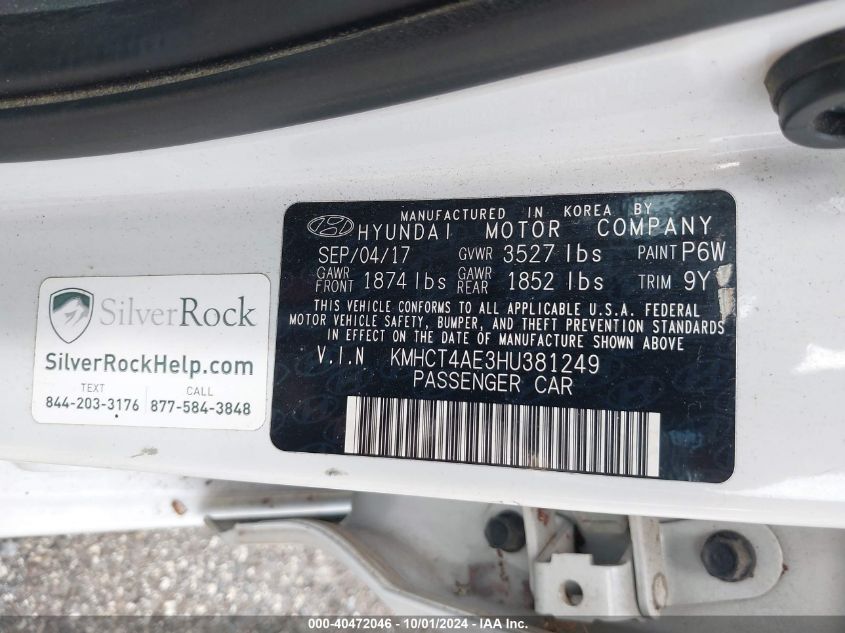 MANUFACTURED IN KOREA BY
HYUNDAI MOTOR COMPANY
SEP/04/17 GVWR 3527 lbs PAINT P6W
GAWR FRONT 1874 lbs GAWR REAR 1852 lbs TRIM 9Y
THIS VEHICLE CONFORMS TO ALL APPLICABLE U.S.A. FEDERAL
MOTOR VEHICLE SAFETY, BUMPER, AND THEFT PREVENTION STANDARDS
IN EFFECT ON THE DATE OF MANUFACTURE SHOWN ABOVE
V.I.N KMHCT4AE3HU381249
PASSENGER CAR
SilverRock
SilverRockHelp.com
TEXT CALL
844-203-3176 877-584-3848
000-40472046 - 10/01/2024 - IAA Inc.